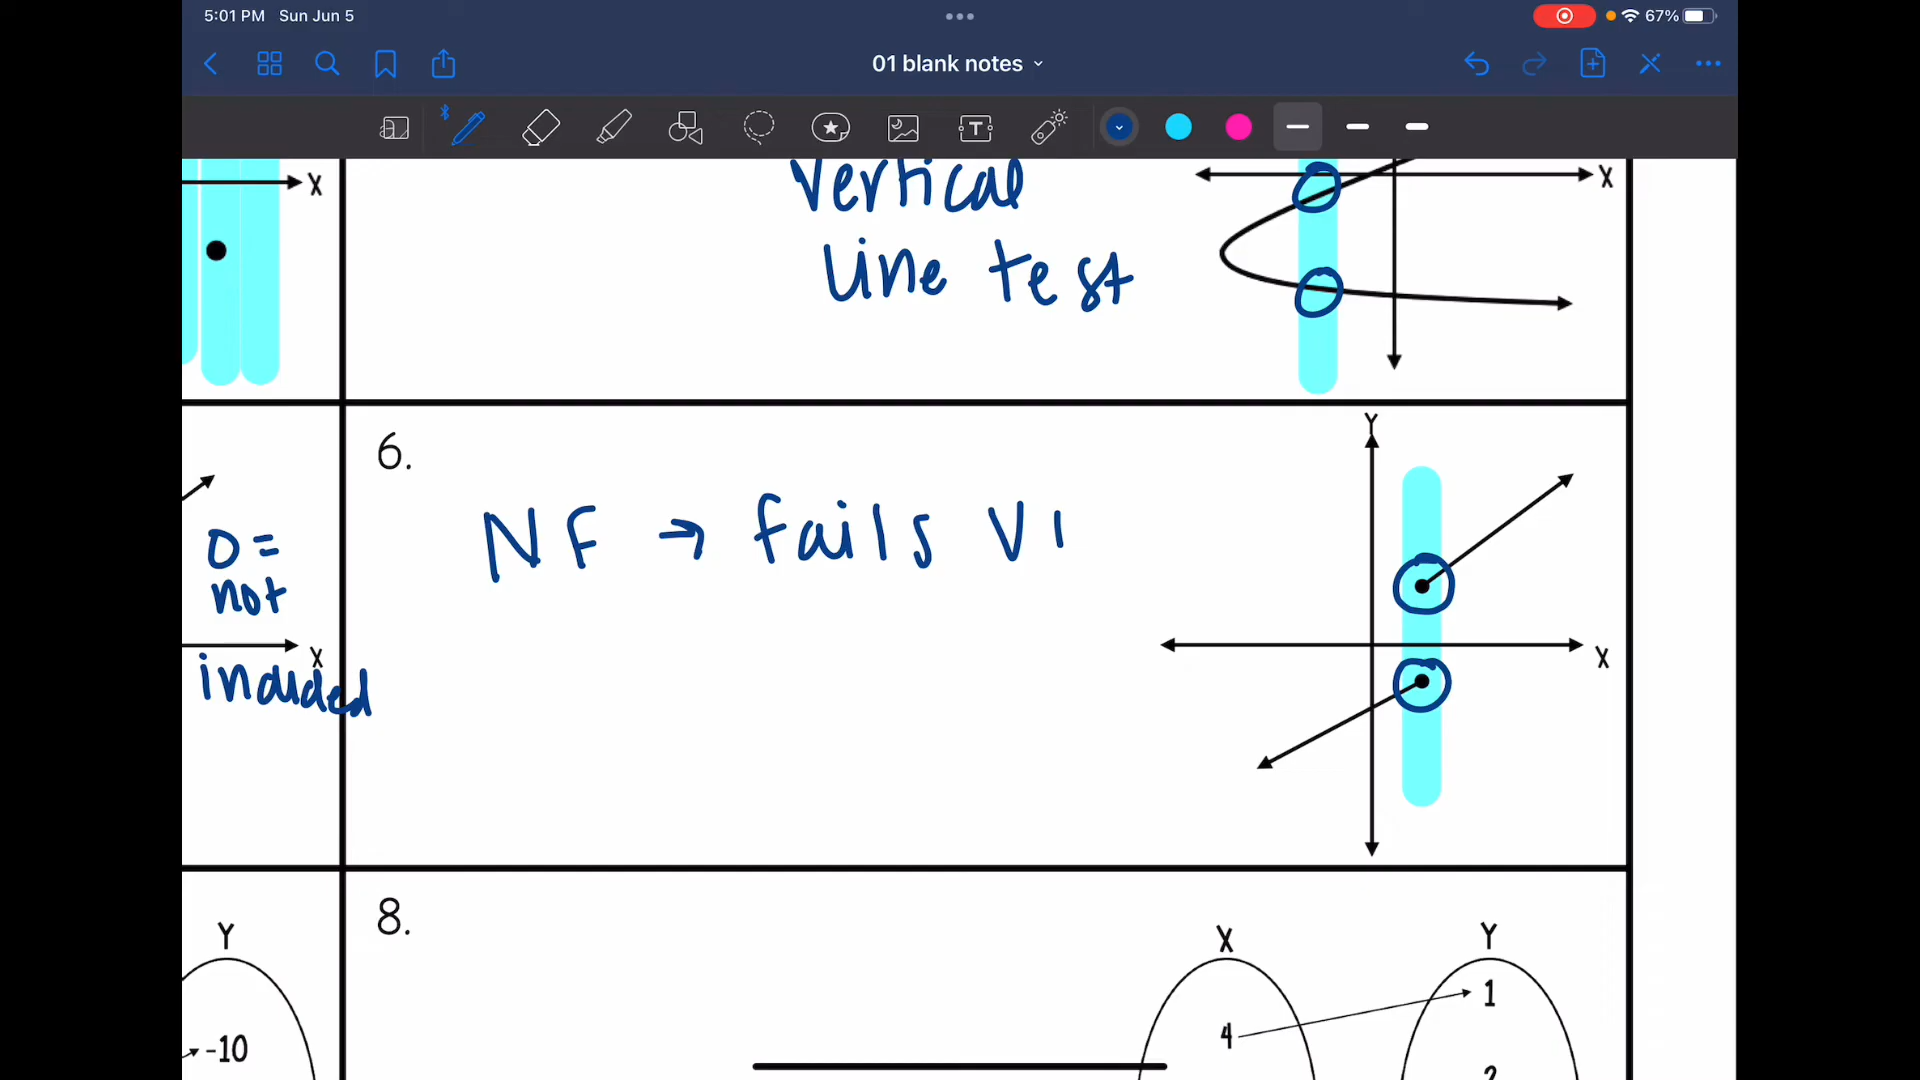 5:01 PM Sun Jun 5
67%
01 blank notes
T
X
Vertical
line test
X
6.
Y
NF → fails VI
O =
not
included
X
X
8.
Y
-10
X
Y
4
1
2